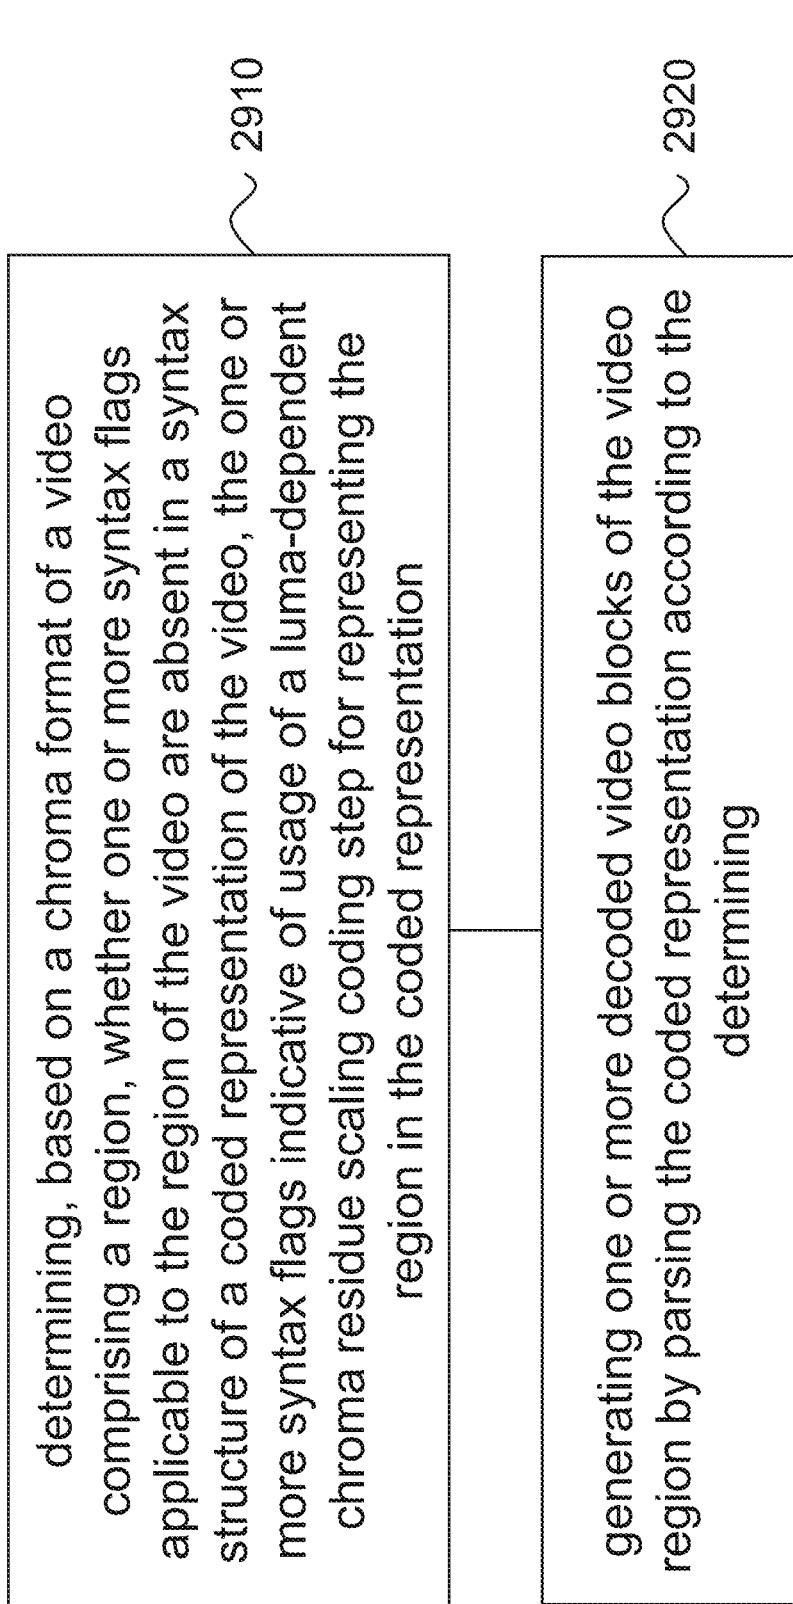 determining, based on a chroma format of a video
comprising a region, whether one or more syntax flags
applicable to the region of the video are absent in a syntax
structure of a coded representation of the video, the one or
more syntax flags indicative of usage of a luma-dependent
chroma residue scaling coding step for representing the
region in the coded representation
2910
generating one or more decoded video blocks of the video
region by parsing the coded representation according to the
determining
2920